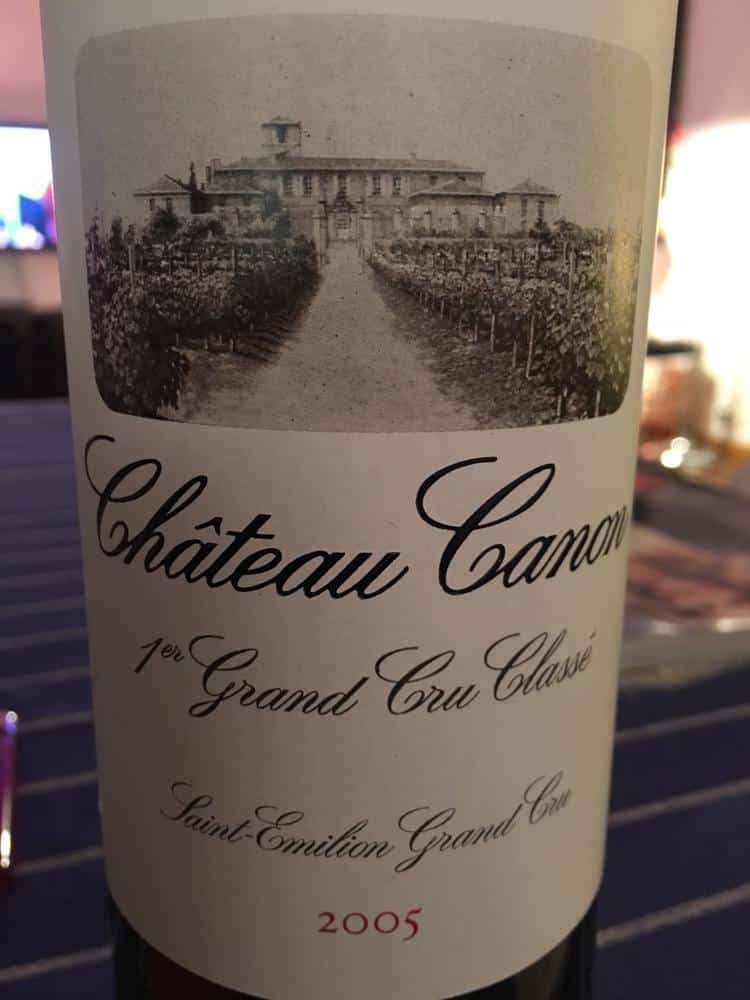 Château Canon
1er Grand Cru Classé
Saint-Emilion Grand Cru
2005